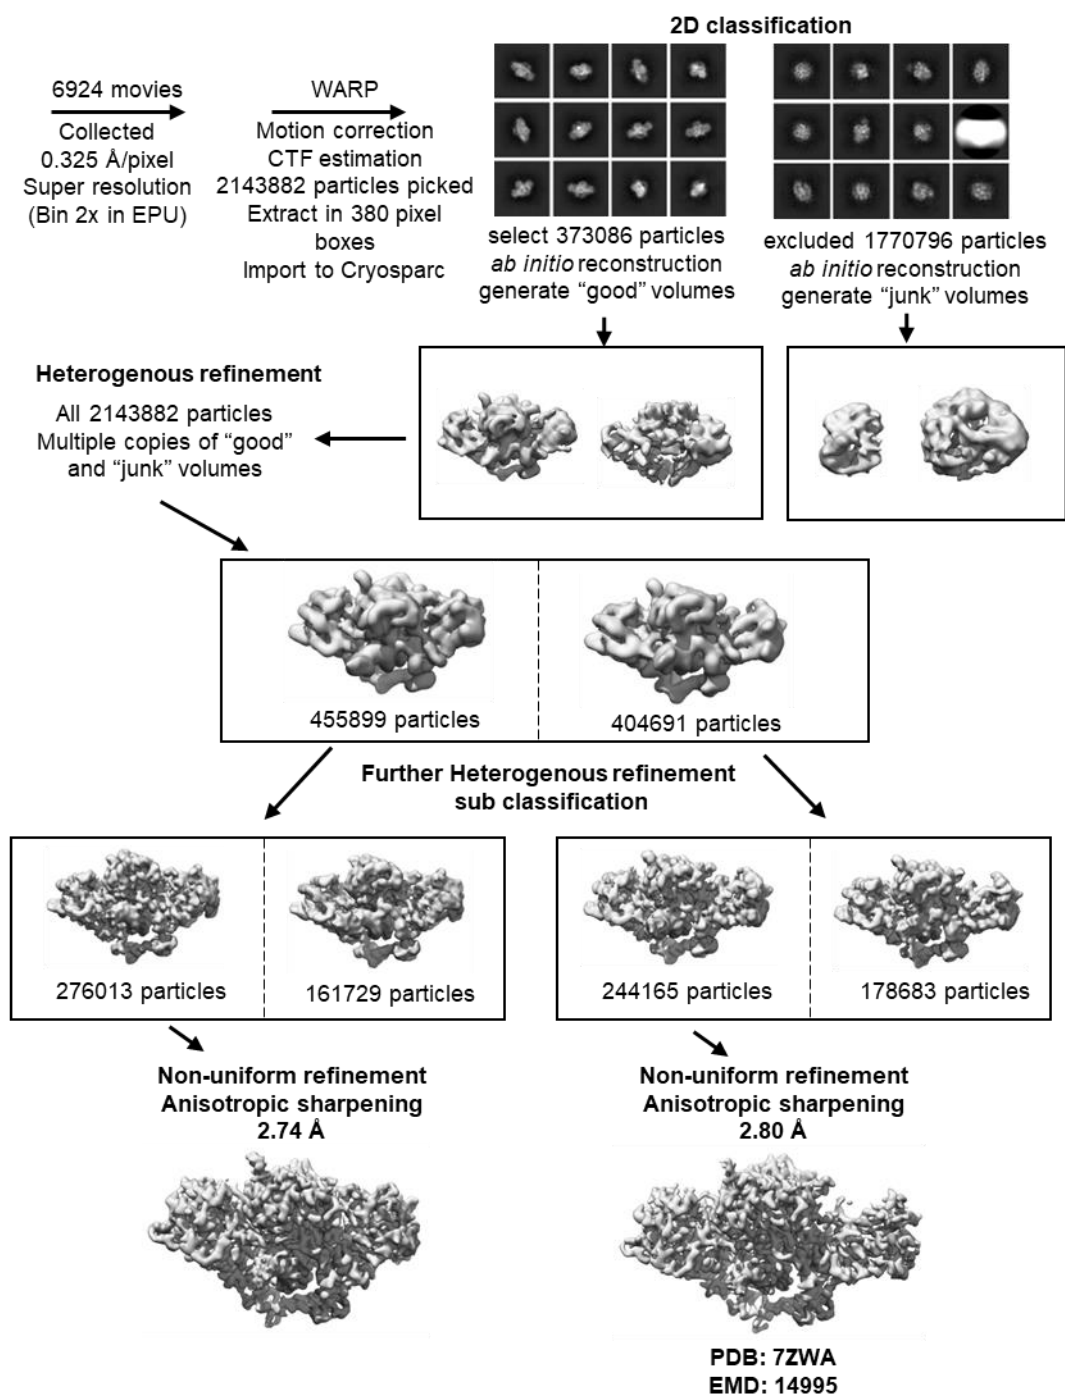 2D classification
6924 movies
Collected
0.325 Å/pixel
Super resolution
(Bin 2x in EPU)
WARP
Motion correction
CTF estimation
2143882 particles picked
Extract in 380 pixel
boxes
Import to Cryosparc
select 373086 particles
ab initio reconstruction
generate “good” volumes
excluded 1770796 particles
ab initio reconstruction
generate “junk” volumes
Heterogenous refinement
All 2143882 particles
Multiple copies of “good”
and “junk” volumes
455899 particles
404691 particles
Further Heterogenous refinement
sub classification
276013 particles
161729 particles
244165 particles
178683 particles
Non-uniform refinement
Anisotropic sharpening
2.74 Å
Non-uniform refinement
Anisotropic sharpening
2.80 Å
PDB: 7ZWA
EMD: 14995